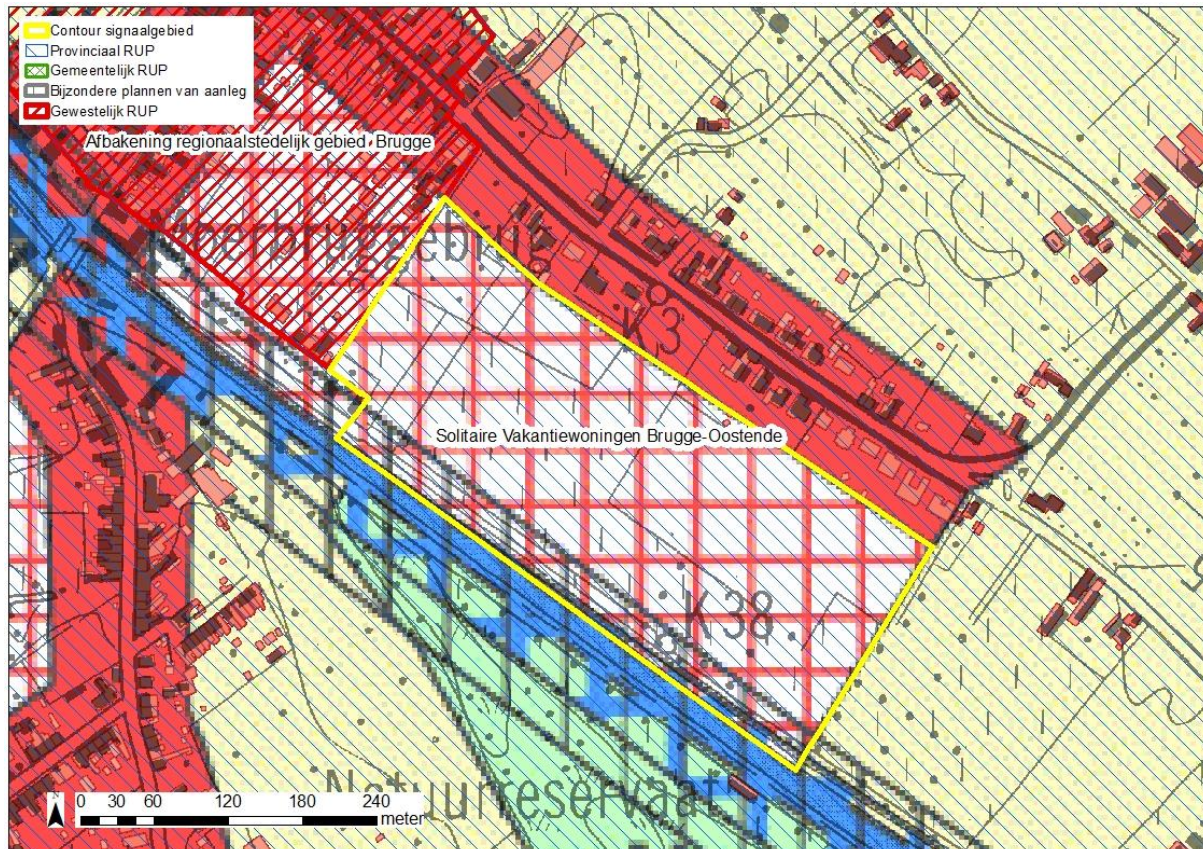 Contour signaalgebied
Provinciaal RUP
Gemeentelijk RUP
Bijzondere plannen van aanleg
Gewestelijk RUP
Afbakening regionaalstedelijk gebied Brugge
K3
Solitaire Vakantiewoningen Brugge-Oostende
K 38
Natuurreservaat
N
0 30 60 120 180 240
meter